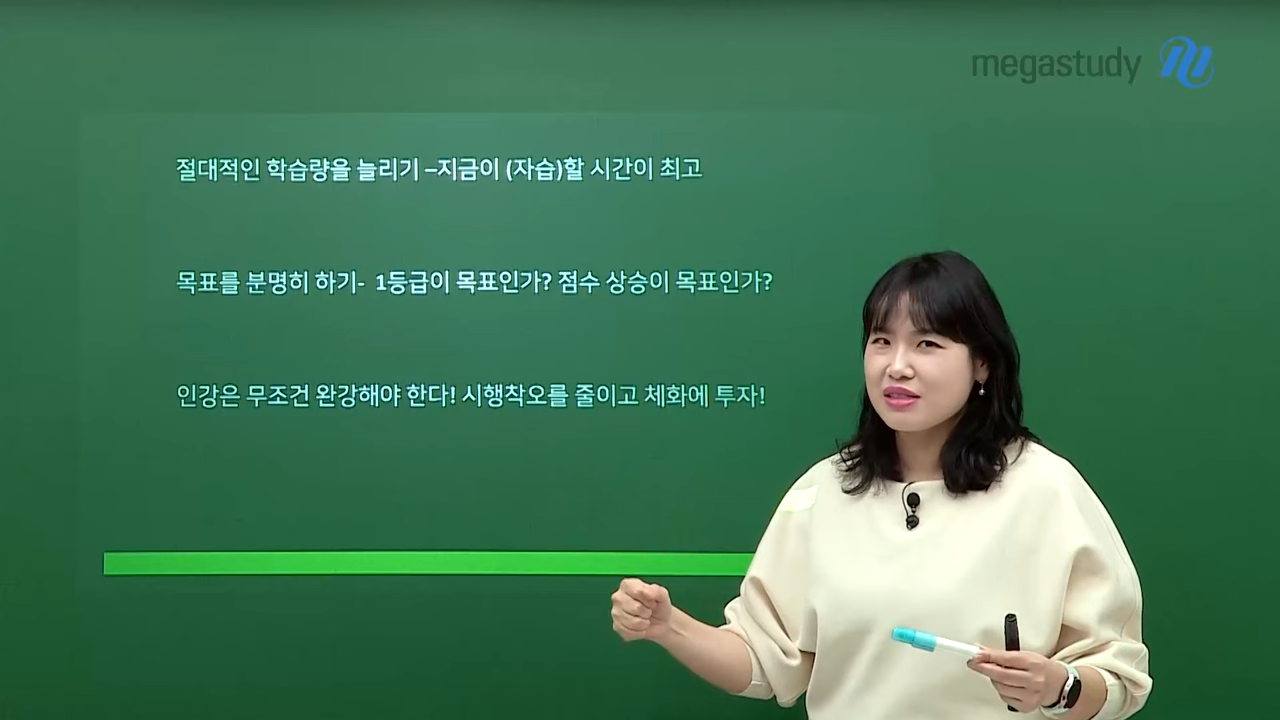 megastudy
절대적인 학습량을 늘리기 –지금이 (자습)할 시간이 최고
목표를 분명히 하기- 1등급이 목표인가? 점수 상승이 목표인가?
인강은 무조건 완강해야 한다! 시행착오를 줄이고 체화에 투자!